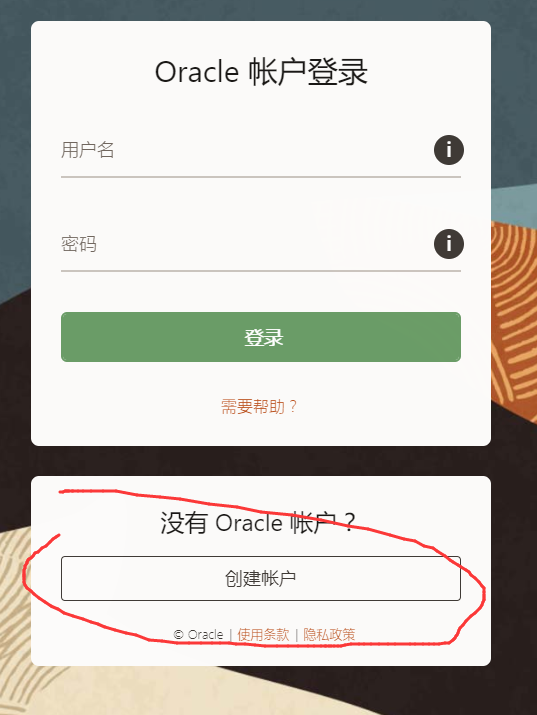 Oracle 帐户登录
用户名
i
密码
i
登录
需要帮助？
没有 Oracle 帐户？
创建帐户
© Oracle | 使用条款 | 隐私政策